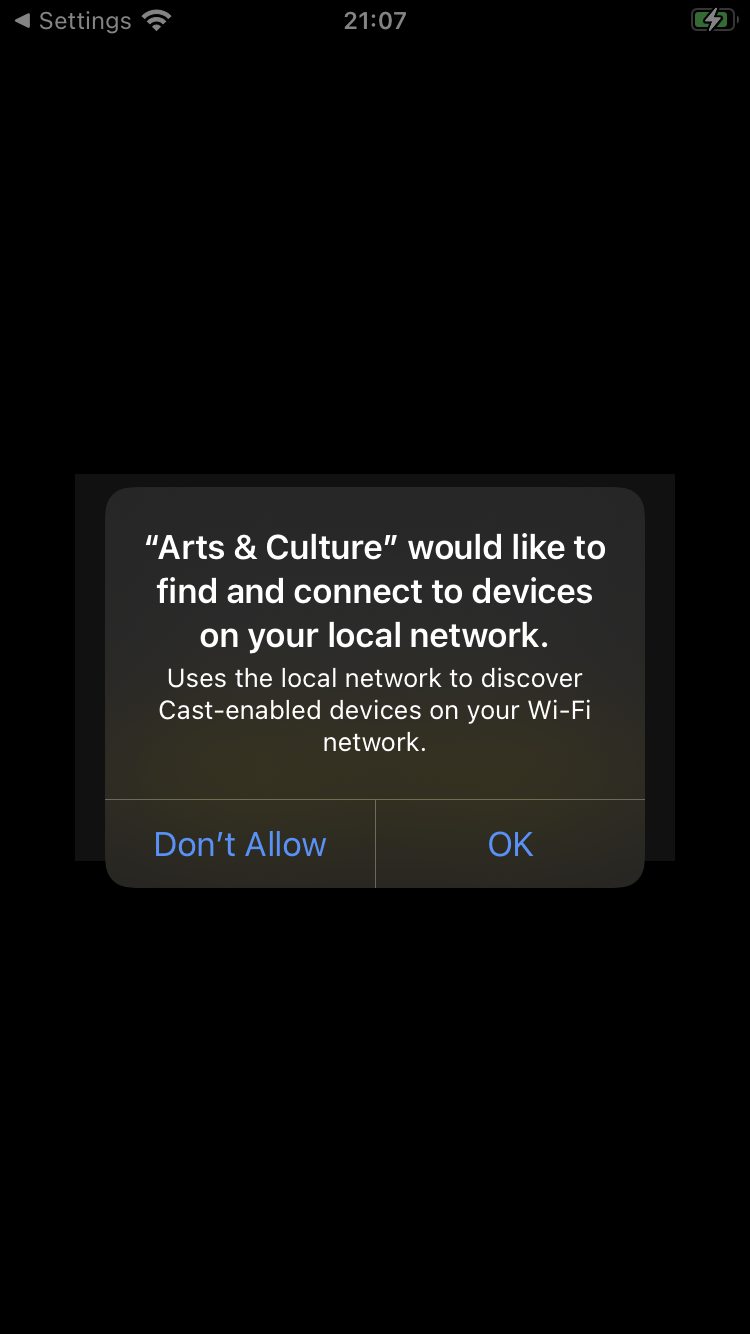 Settings
21:07
“Arts & Culture” would like to
find and connect to devices
on your local network.
Uses the local network to discover
Cast-enabled devices on your Wi-Fi
network.
Don’t Allow
OK